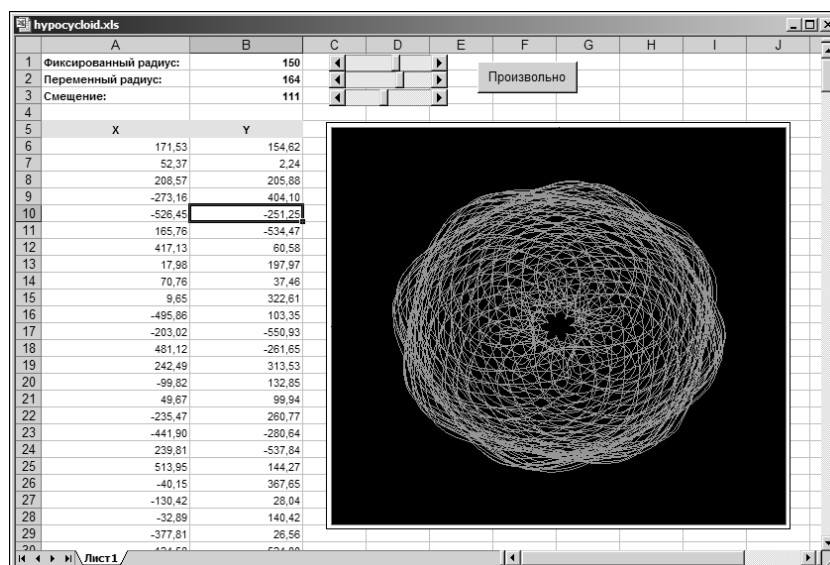 hypocycloid.xls
A B C D E F G H I J
1 Фиксированный радиус: 150
2 Переменный радиус: 164 Произвольно
3 Смещение: 111
4
5 X Y
6 171,53 154,62
7 52,37 2,24
8 208,57 205,88
9 -273,16 404,10
10 -526,45 -251,25
11 165,76 -534,47
12 417,13 60,58
13 17,98 197,97
14 70,76 37,46
15 9,65 322,61
16 -495,86 103,35
17 -203,02 -550,93
18 481,12 -261,65
19 242,49 313,53
20 -99,82 132,85
21 49,67 99,94
22 -235,47 260,77
23 -441,90 -280,64
24 239,81 -537,84
25 513,95 144,27
26 -40,15 367,65
27 -130,42 28,04
28 -32,89 140,42
29 -377,81 26,56
30
Лист1